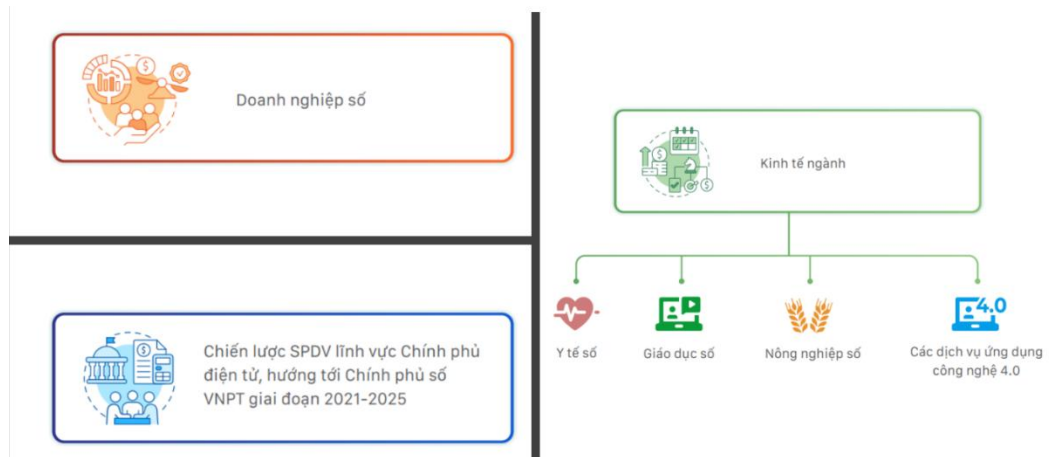 Doanh nghiệp số
Chiến lược SPDV lĩnh vực Chính phủ
điện tử, hướng tới Chính phủ số
VNPT giai đoạn 2021-2025
Kinh tế ngành
Y tế số
Giáo dục số
Nông nghiệp số
4.0
Các dịch vụ ứng dụng
công nghệ 4.0